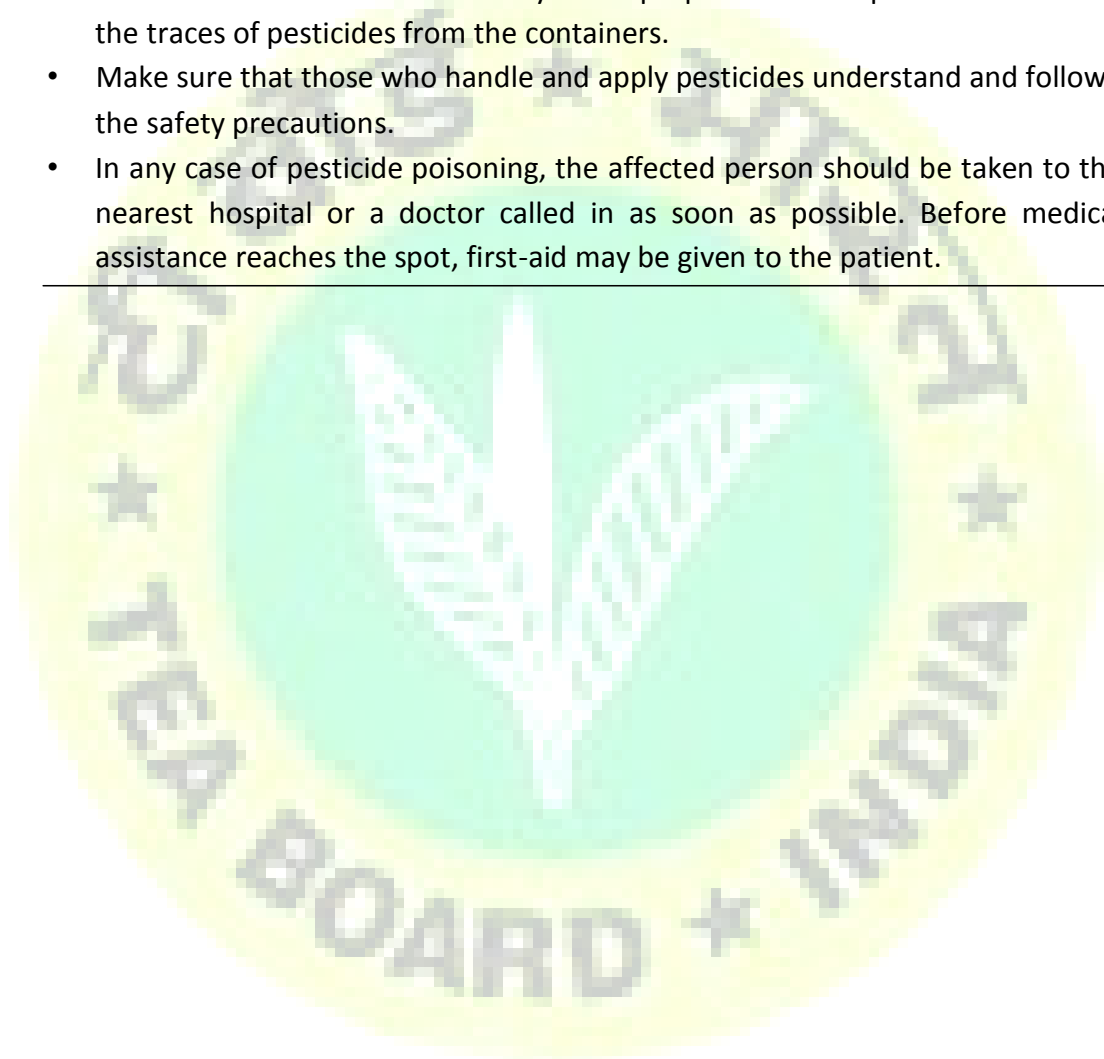 the traces of pesticides from the containers.
• Make sure that those who handle and apply pesticides understand and follow
the safety precautions.
• In any case of pesticide poisoning, the affected person should be taken to th
nearest hospital or a doctor called in as soon as possible. Before medica
assistance reaches the spot, first-aid may be given to the patient.
टी बोर्ड ★ भारत
★ TEA BOARD ★ INDIA ★